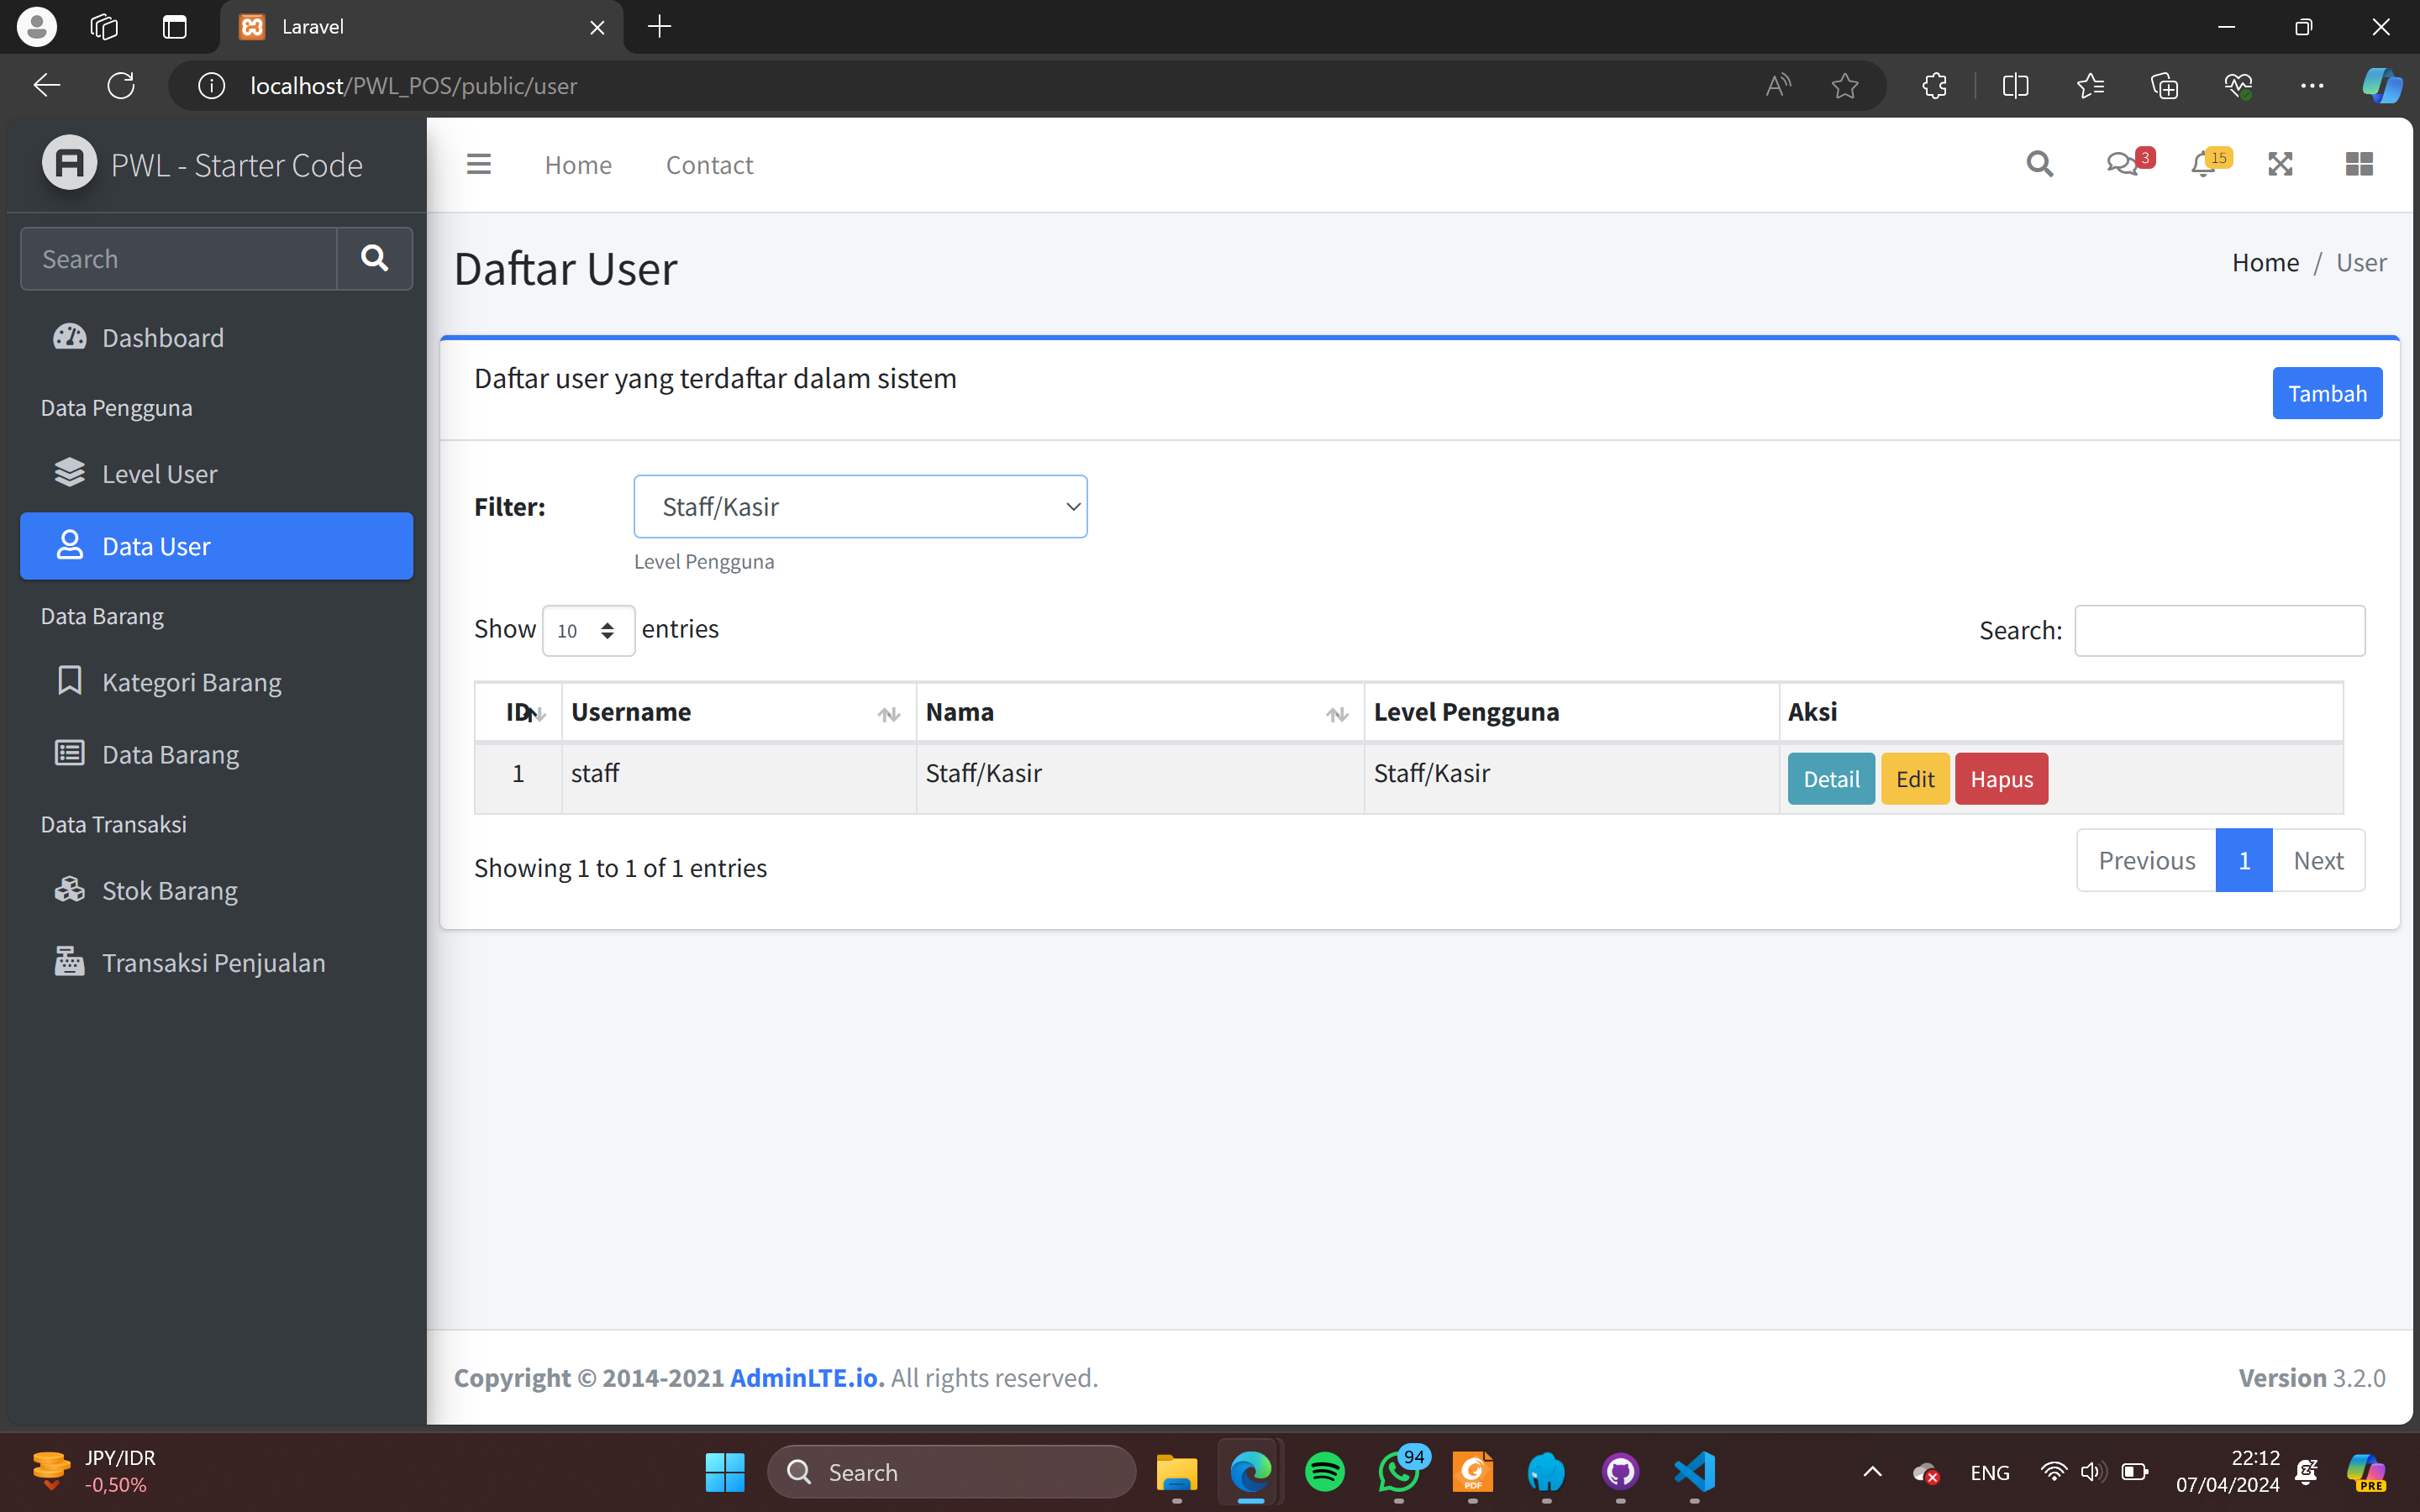 Laravel
localhost/PWL_POS/public/user
PWL - Starter Code
Home
Contact
3
15
Search
Daftar User
Home / User
Dashboard
Daftar user yang terdaftar dalam sistem
Tambah
Data Pengguna
Level User
Data User
Filter:
Staff/Kasir
Level Pengguna
Data Barang
Kategori Barang
Data Barang
Show 10 entries
Search:
ID Username Nama Level Pengguna Aksi
1 staff Staff/Kasir Staff/Kasir Detail Edit Hapus
Data Transaksi
Stok Barang
Transaksi Penjualan
Showing 1 to 1 of 1 entries
Previous 1 Next
Copyright © 2014-2021 AdminLTE.io. All rights reserved.
Version 3.2.0
JPY/IDR
-0,50%
Search
94
PDF
ENG
22:12
07/04/2024
PRE